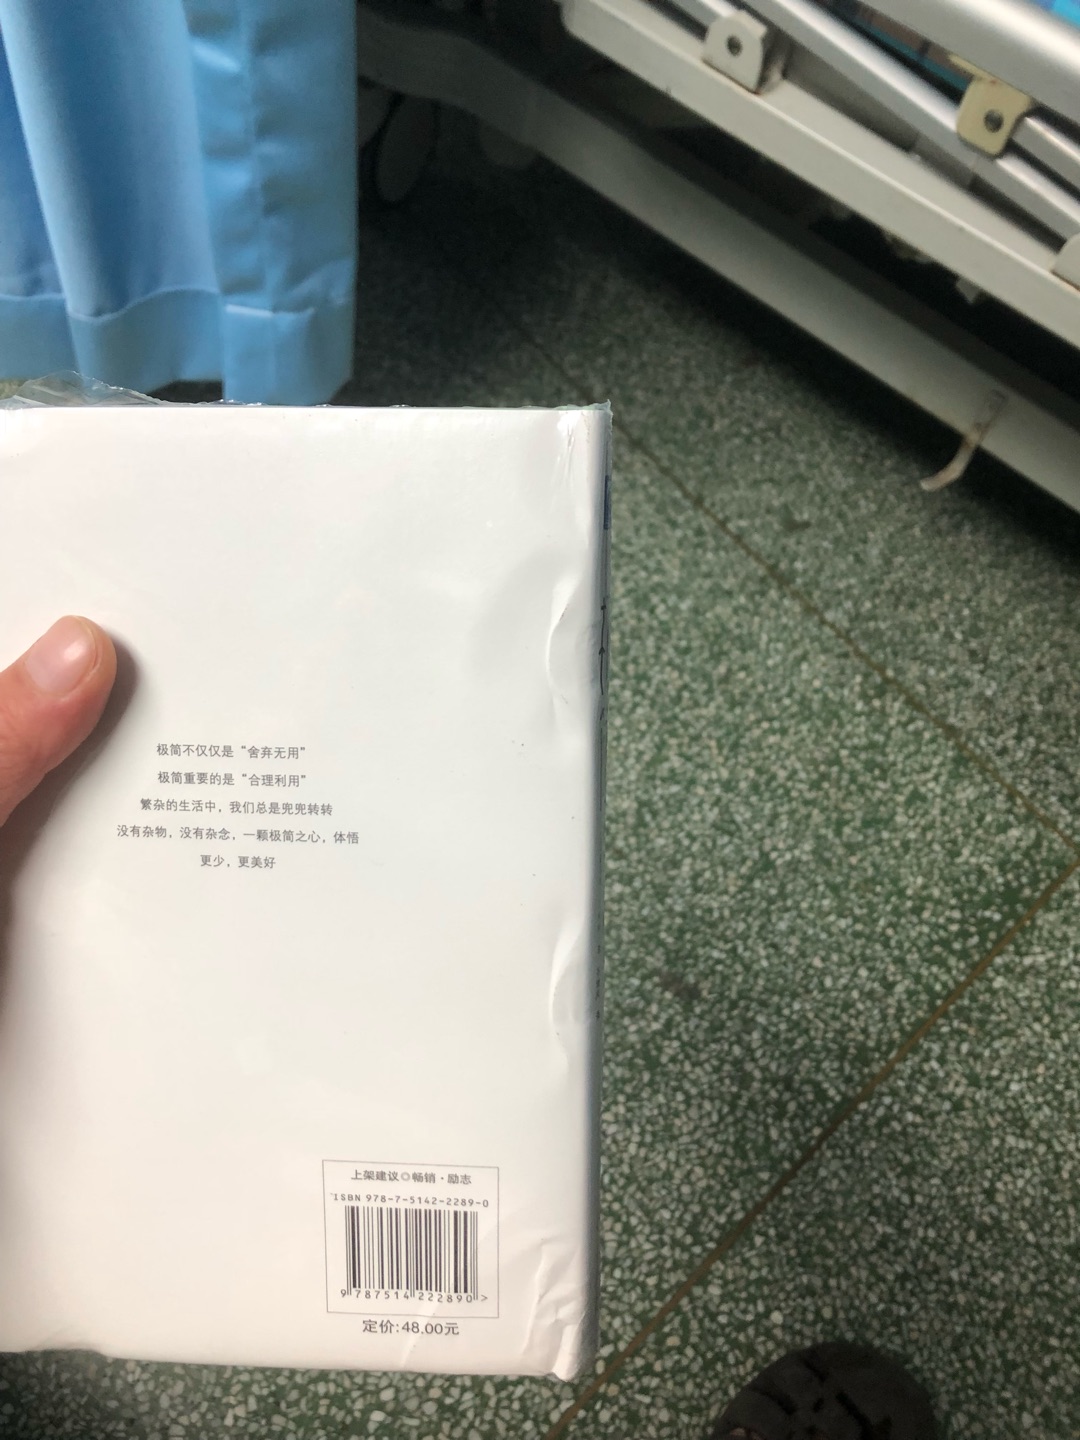 极简不仅仅是“舍弃无用”
极简重要的是“合理利用”
繁杂的生活中，我们总是兜兜转转
没有杂物，没有杂念，一颗极简之心，体悟
更少，更美好
上架建议◎畅销·励志
ISBN 978-7-5142-2289-0
9 787514 222890 >
定价:48.00元